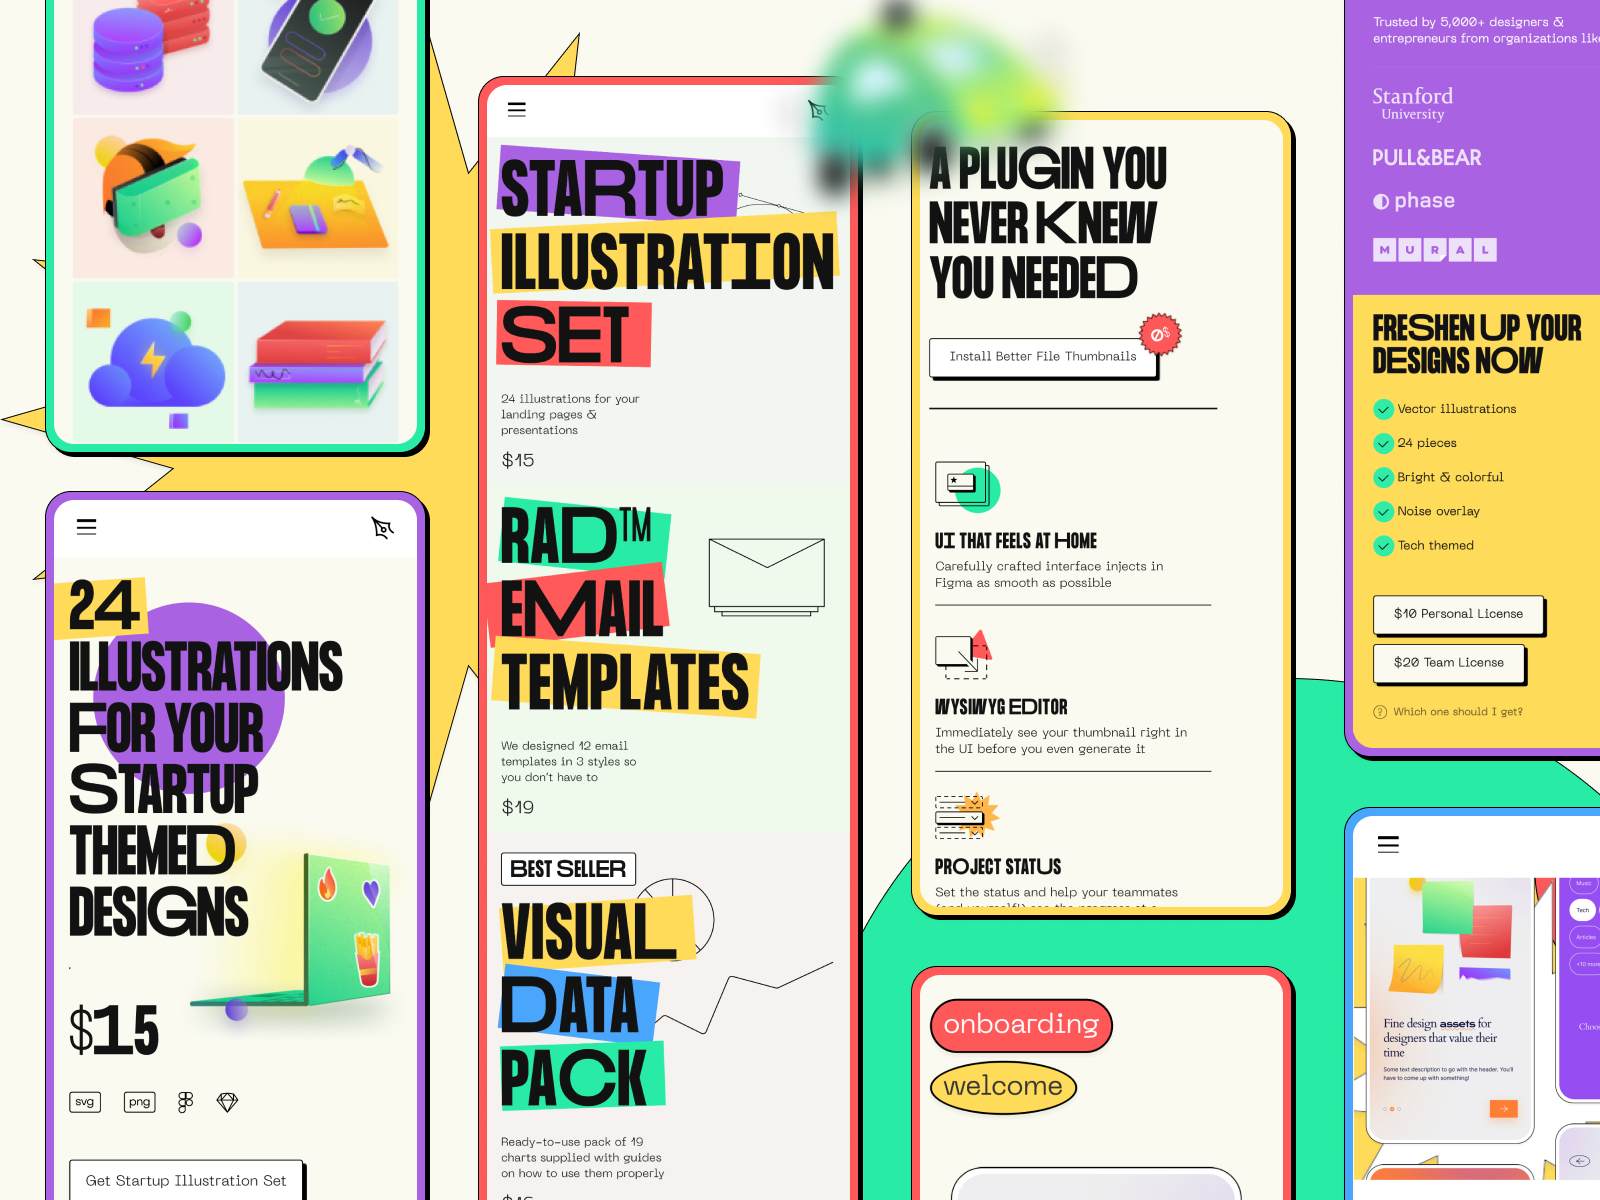 24
ILLUSTRATIONS
FOR YOUR
STARTUP
THEMED
DESIGNS
$15
svg
png
Get Startup Illustration Set
STARTUP
ILLUSTRATION
SET
24 illustrations for your
landing pages &
presentations
$15
RAD™
EMAIL
TEMPLATES
We designed 12 email
templates in 3 styles so
you don't have to
$19
BEST SELLER
VISUAL
DATA
PACK
Ready-to-use pack of 19
charts supplied with guides
on how to use them properly
A PLUGIN YOU
NEVER KNEW
YOU NEEDED
Install Better File Thumbnails
UI THAT FEELS AT HOME
Carefully crafted interface injects in
Figma as smooth as possible
WYSIWYG EDITOR
Immediately see your thumbnail right in
the UI before you even generate it
PROJECT STATUS
Set the status and help your teammates
onboarding
welcome
Trusted by 5,000+ designers &
entrepreneurs from organizations like
Stanford
University
PULL&BEAR
phase
MURAL
FRESHEN UP YOUR
DESIGNS NOW
Vector illustrations
24 pieces
Bright & colorful
Noise overlay
Tech themed
$10 Personal License
$20 Team License
Which one should I get?
Fine design assets for
designers that value their
time
Some text description to go with the header. You'll
have to come up with something!
Music
Tech
Articles
+10 more